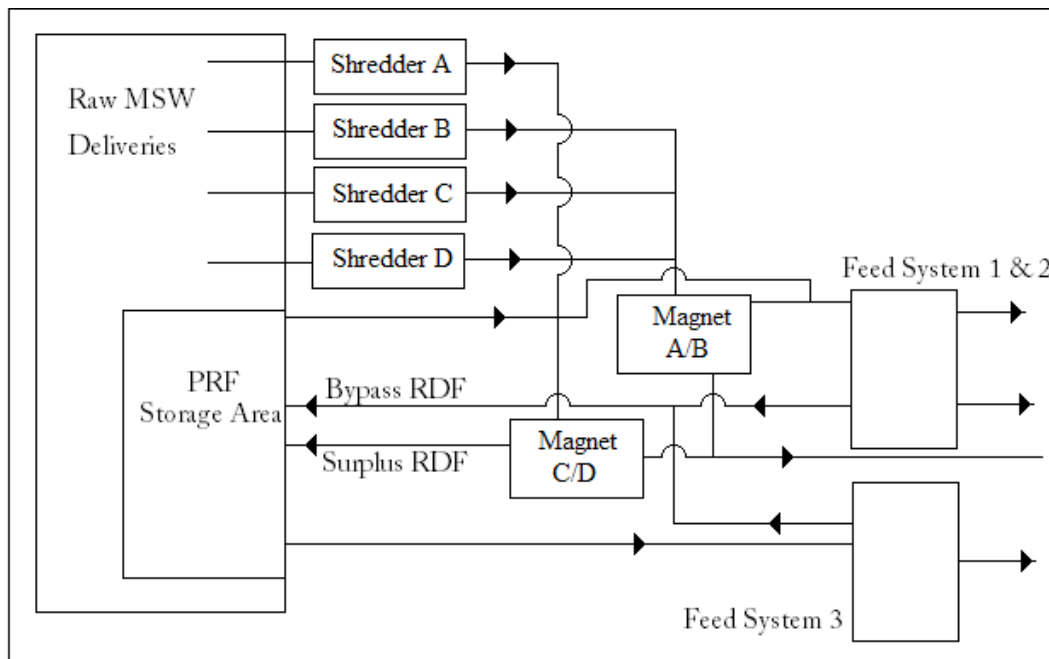 Raw MSW
Deliveries
Shredder A
Shredder B
Shredder C
Shredder D
Feed System 1 & 2
Magnet
A/B
PRF
Storage Area
Bypass RDF
Surplus RDF
Magnet
C/D
Feed System 3